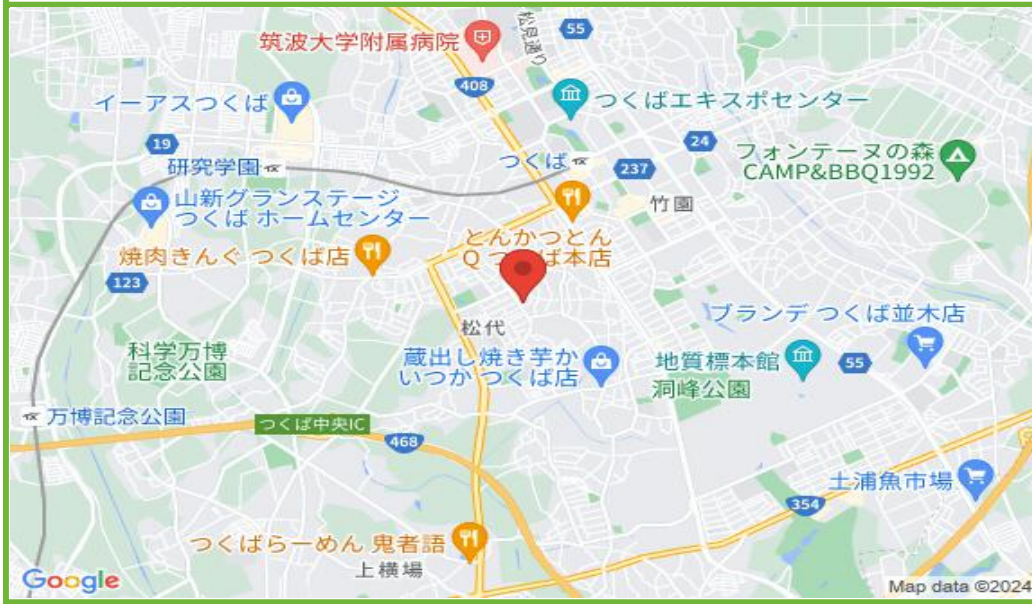 筑波大学附属病院
松見通り
55
408
イーアスつくば
つくばエキスポセンター
19
24
研究学園
つくば
237
フォンテーヌの森
CAMP&BBQ1992
山新グランステージ
つくば ホームセンター
竹園
焼肉きんぐ つくば店
とんかつとん
Q つくば本店
123
ブランデ つくば並木店
松代
科学万博
記念公園
蔵出し焼き芋か
いつか つくば店
地質標本館
55
洞峰公園
万博記念公園
つくば中央IC
468
土浦魚市場
354
つくばらーめん 鬼者語
上横場
Google
Map data ©2024